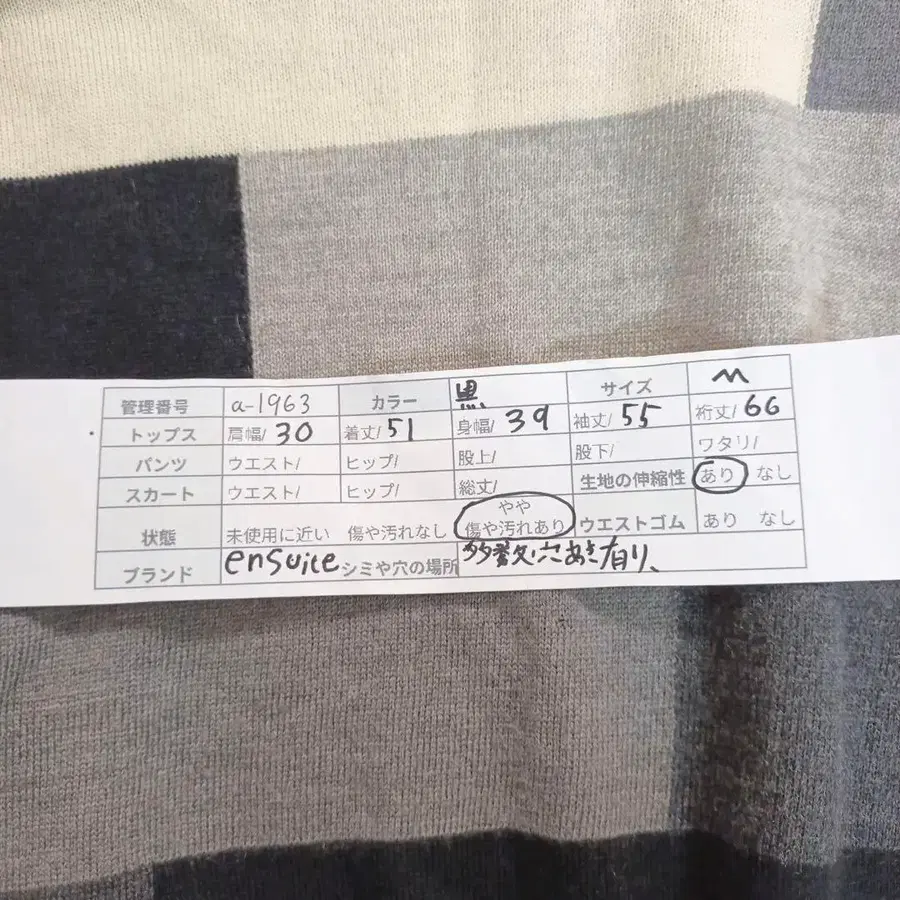 管理番号 a-1963 カラー 黒 サイズ M
トップス 肩幅/ 30 着丈/ 51 身幅/ 39 袖丈/ 55 裄丈/ 66
パンツ ウエスト/ ヒップ/ 股上/ 股下/ ワタリ/
スカート ウエスト/ ヒップ/ 総丈/ 生地の伸縮性 あり なし
状態 未使用に近い 傷や汚れなし やや傷や汚れあり ウエストゴム あり なし
ブランド ensuite シミや穴の場所 多数穴あき有り、